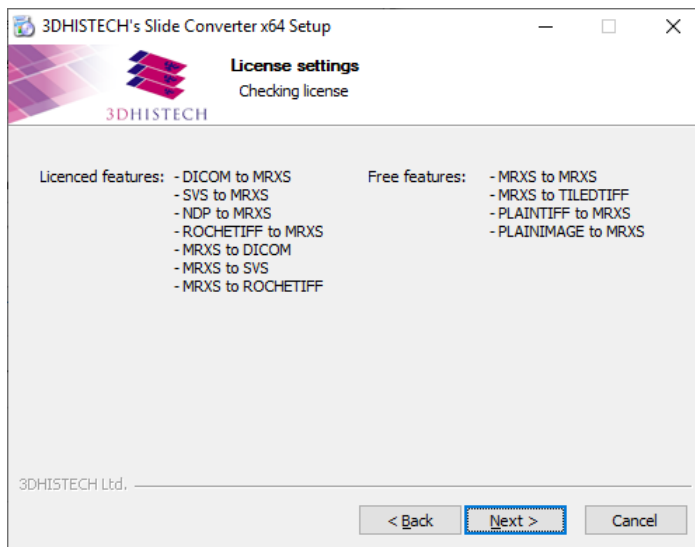 3DHISTECH's Slide Converter x64 Setup
License settings
Checking license
3DHISTECH
Licenced features: - DICOM to MRXS
- SVS to MRXS
- NDP to MRXS
- ROCHETIFF to MRXS
- MRXS to DICOM
- MRXS to SVS
- MRXS to ROCHETIFF
Free features: - MRXS to MRXS
- MRXS to TILEDTIFF
- PLAINTIFF to MRXS
- PLAINIMAGE to MRXS
3DHISTECH Ltd.
< Back
Next >
Cancel